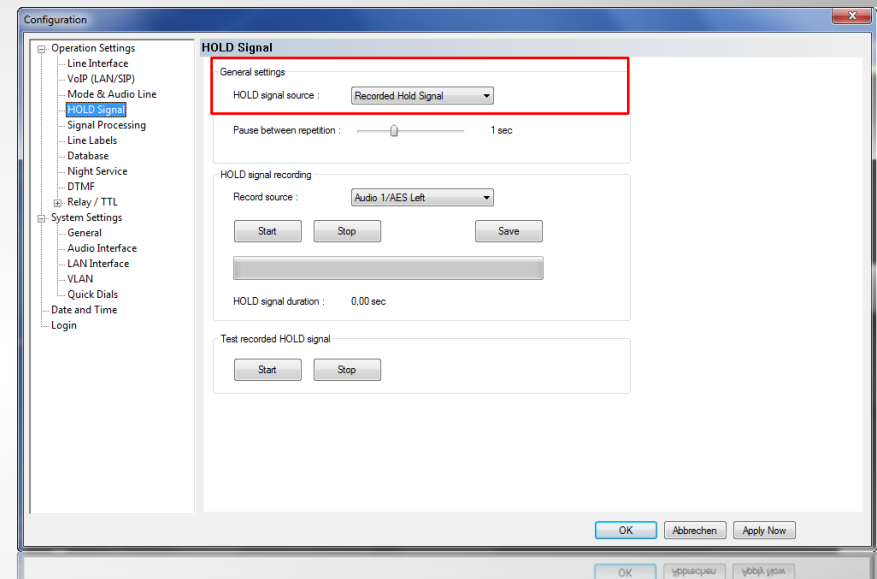 Configuration
Operation Settings
Line Interface
VoIP (LAN/SIP)
Mode & Audio Line
HOLD Signal
Signal Processing
Line Labels
Database
Night Service
DTMF
Relay / TTL
System Settings
General
Audio Interface
LAN Interface
VLAN
Quick Dials
Date and Time
Login
HOLD Signal
General settings
HOLD signal source : Recorded Hold Signal
Pause between repetition : 1 sec
HOLD signal recording
Record source : Audio 1/AES Left
Start Stop Save
HOLD signal duration : 0,00 sec
Test recorded HOLD signal
Start Stop
OK Abbrechen Apply Now